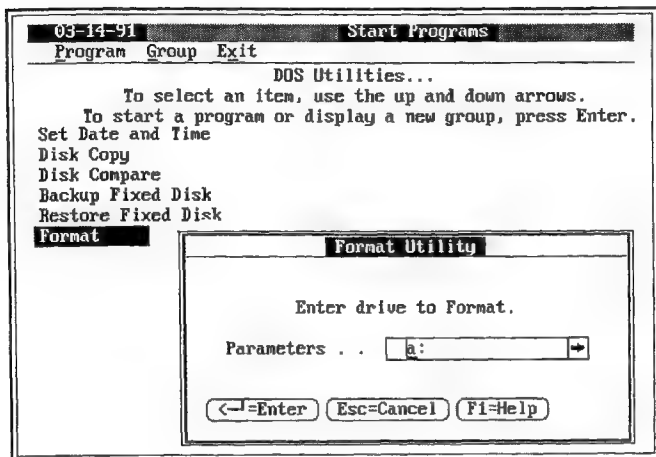 03-14-91 Start Programs
Program Group Exit
DOS Utilities...
To select an item, use the up and down arrows.
To start a program or display a new group, press Enter.
Set Date and Time
Disk Copy
Disk Compare
Backup Fixed Disk
Restore Fixed Disk
Format
Format Utility
Enter drive to Format.
Parameters . . a:
<─┘=Enter Esc=Cancel F1=Help